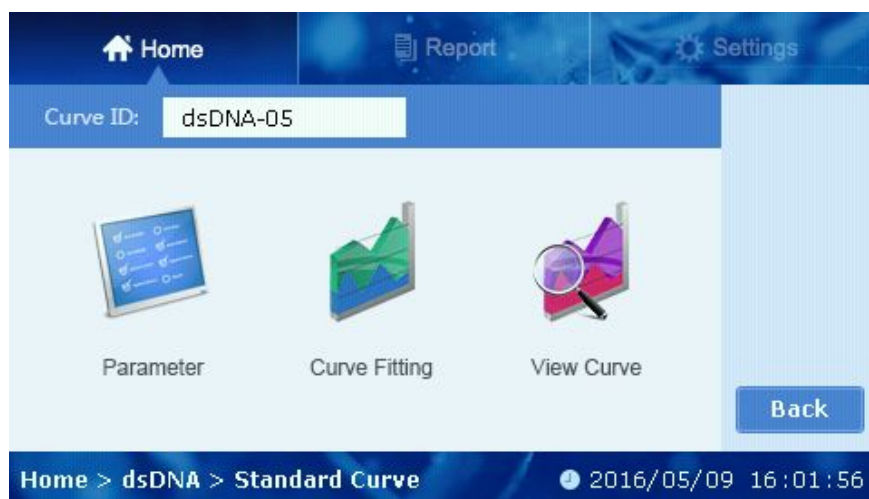 Home Report Settings
Curve ID: dsDNA-05
Parameter Curve Fitting View Curve
Back
Home > dsDNA > Standard Curve 2016/05/09 16:01:56